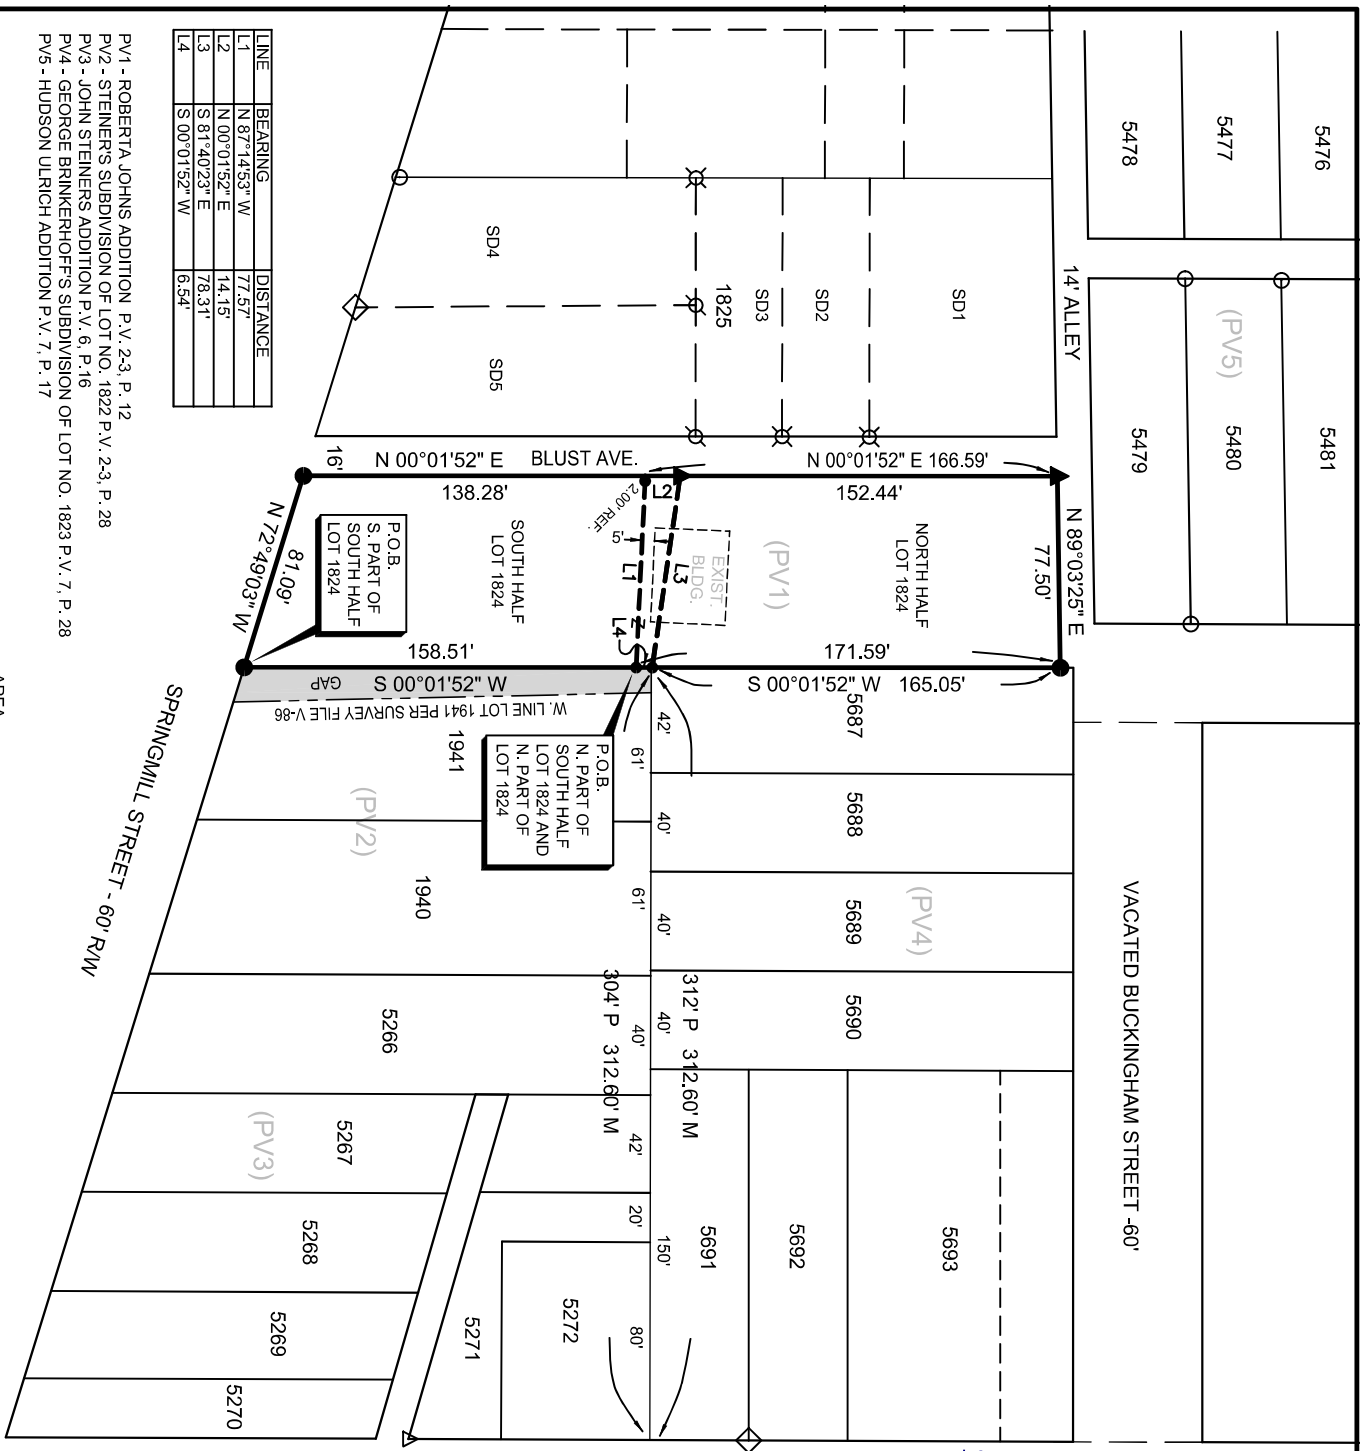 5476
5477
5478
14' ALLEY
(PV5)
5481
5480
5479
SD1
SD2
SD3
1825
SD4
SD5
LINE BEARING DISTANCE
L1 N 87°14'53" W 77.57'
L2 N 00°01'52" E 14.15'
L3 S 81°40'23" E 78.31'
L4 S 00°01'52" W 6.54'
PV1 - ROBERTA JOHNS ADDITION P.V. 2-3, P. 12
PV2 - STEINER'S SUBDIVISION OF LOT NO. 1822 P.V. 2-3, P. 28
PV3 - JOHN STEINERS ADDITION P.V. 6, P.16
PV4 - GEORGE BRINKERHOFF'S SUBDIVISION OF LOT NO. 1823 P.V. 7, P. 28
PV5 - HUDSON ULRICH ADDITION P.V. 7, P. 17
16'
N 00°01'52" E
BLUST AVE.
N 00°01'52" E 166.59'
138.28'
152.44'
L2
2.00' REF.
5'
L1
L3
L4
EXIST.
BLDG.
(PV1)
NORTH HALF
LOT 1824
SOUTH HALF
LOT 1824
N 89°03'25" E
77.50'
81.09'
N 72°49'03" W
P.O.B.
S. PART OF
SOUTH HALF
LOT 1824
158.51'
171.59'
GAP
S 00°01'52" W
S 00°01'52" W 165.05'
W. LINE LOT 1941 PER SURVEY FILE V-86
P.O.B.
N. PART OF
SOUTH HALF
LOT 1824 AND
N. PART OF
LOT 1824
SPRINGMILL STREET - 60' R/W
AREA
1941
(PV2)
1940
5266
5267
(PV3)
5268
5269
5270
5271
5272
42'
61'
40'
61'
40'
312' P 312.60' M
304' P 312.60' M
40'
40'
42'
20'
150'
80'
5687
5688
5689
(PV4)
5690
5691
5692
5693
VACATED BUCKINGHAM STREET -60'